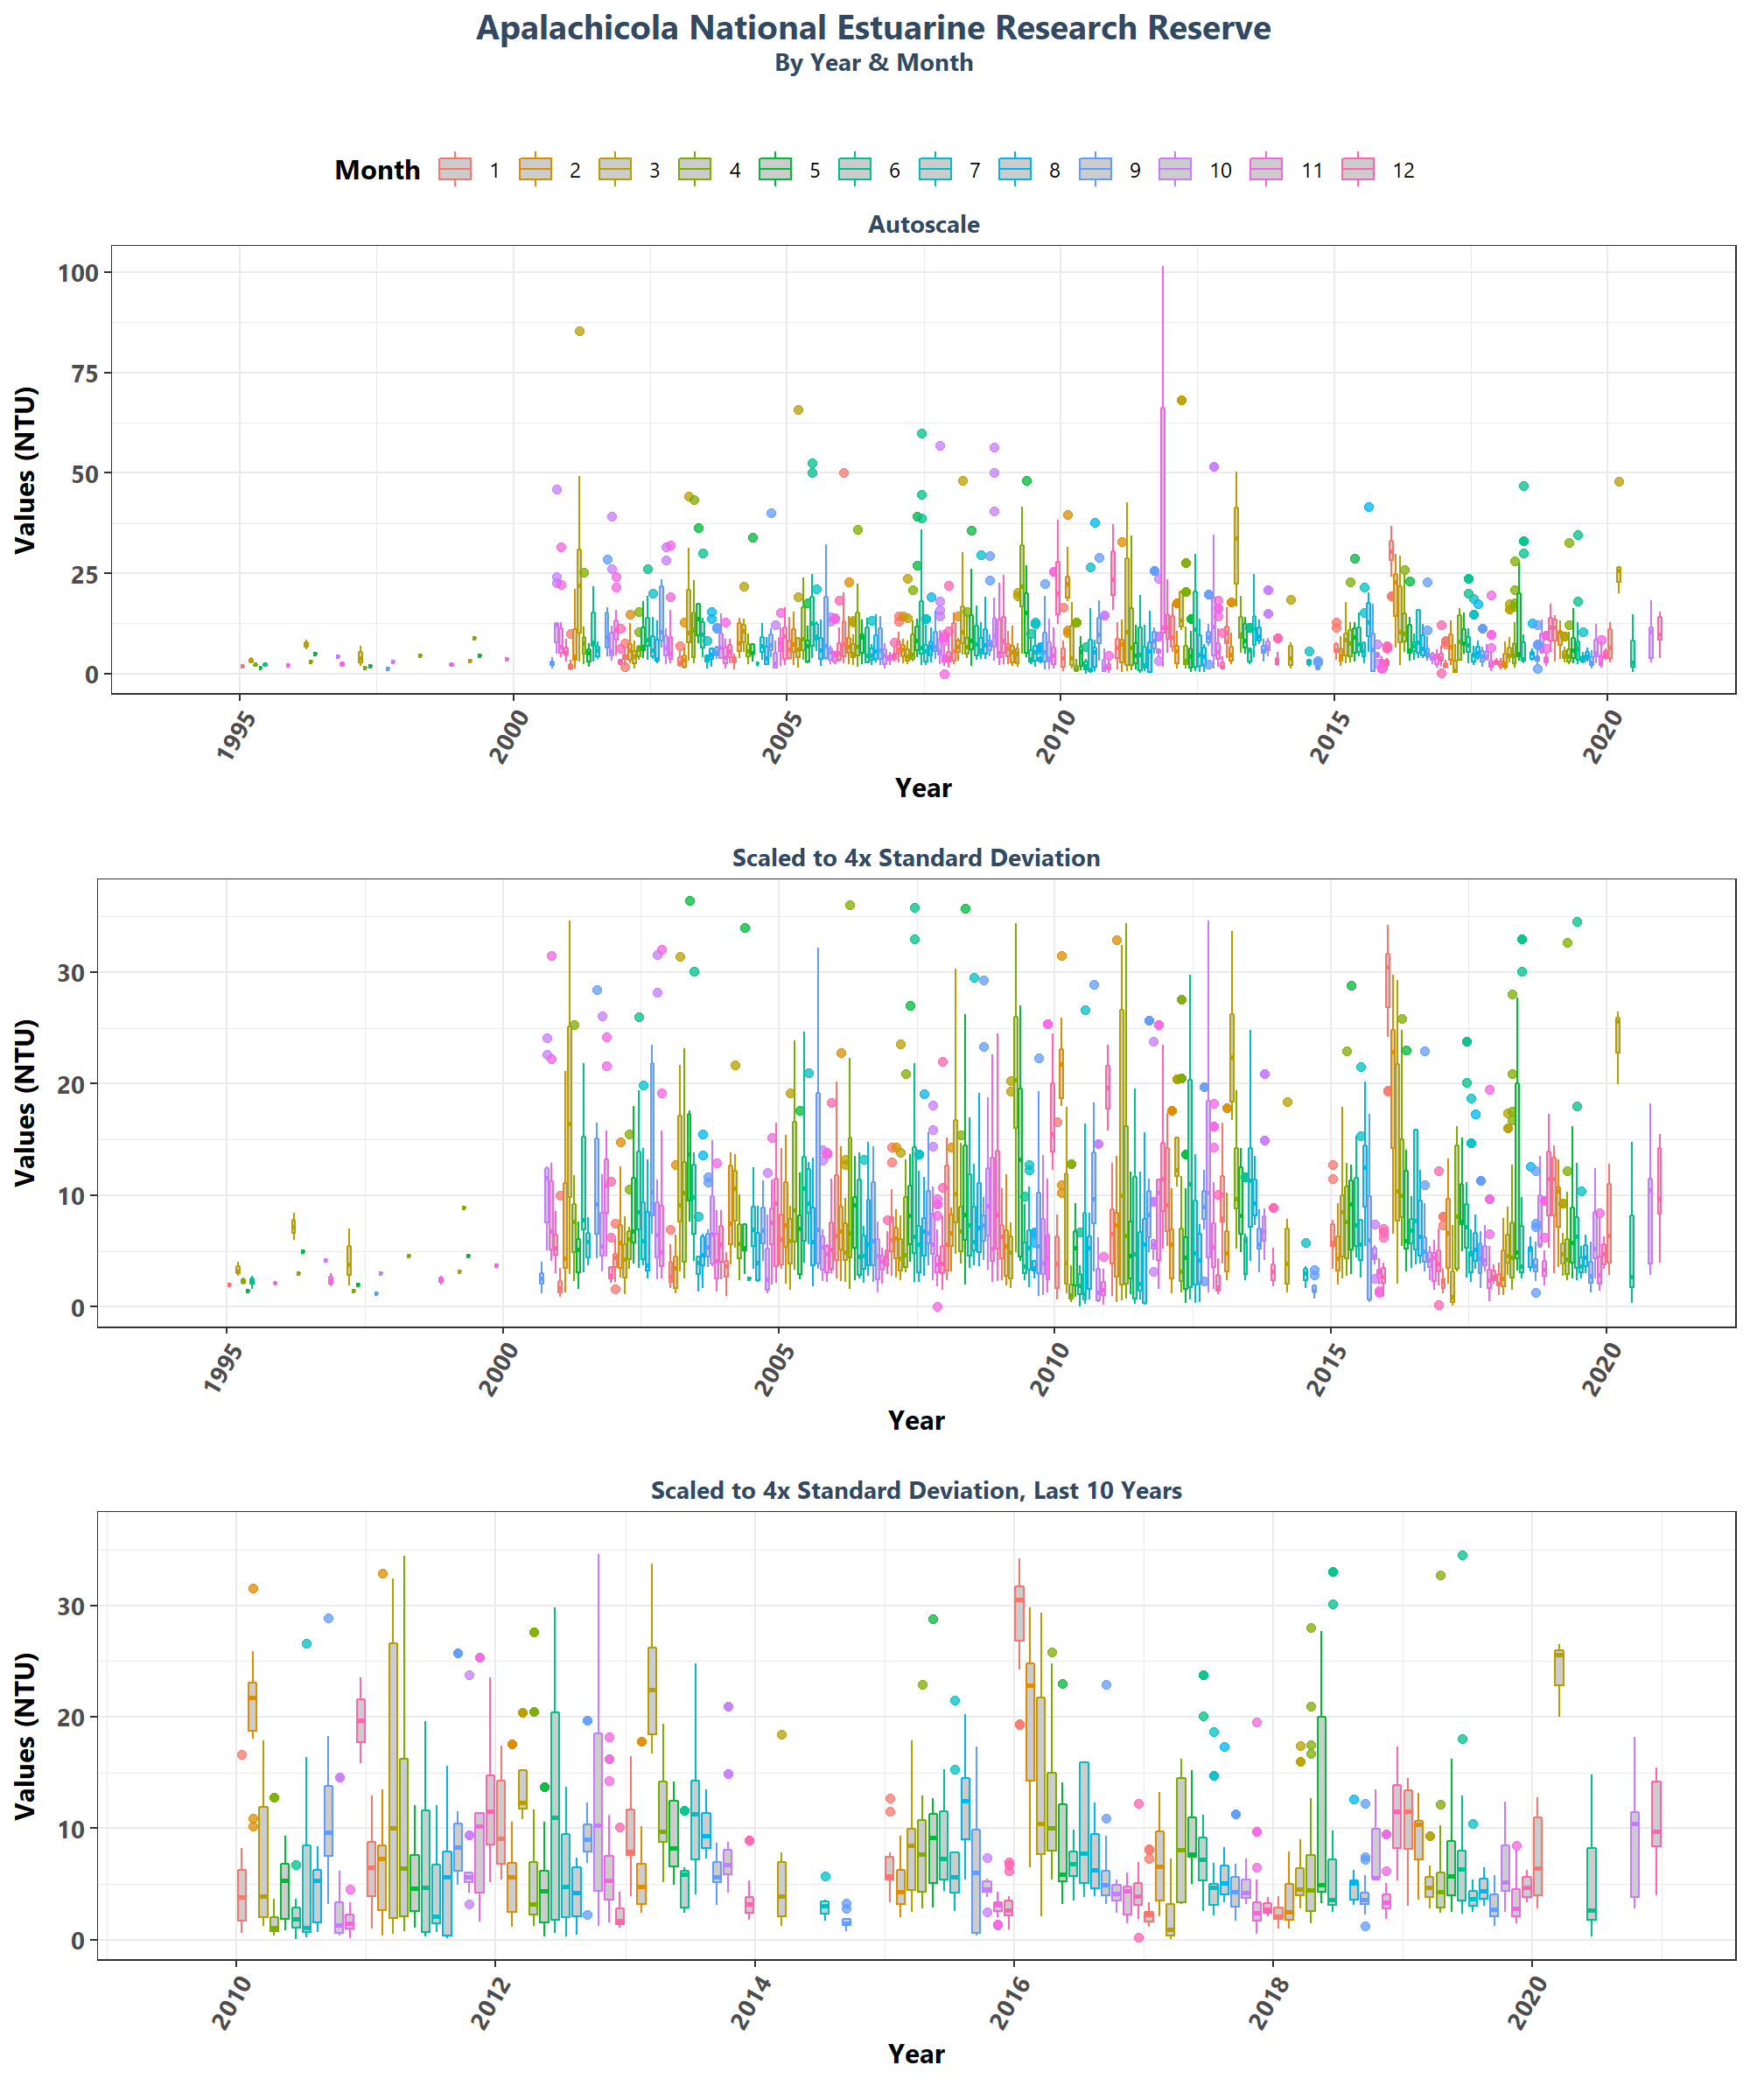 Apalachicola National Estuarine Research Reserve
By Year & Month
Month 1 2 3 4 5 6 7 8 9 10 11 12
Autoscale
Values (NTU)
100
75
50
25
0
1995 2000 2005 2010 2015 2020
Year
Scaled to 4x Standard Deviation
Values (NTU)
30
20
10
0
1995 2000 2005 2010 2015 2020
Year
Scaled to 4x Standard Deviation, Last 10 Years
Values (NTU)
30
20
10
0
2010 2012 2014 2016 2018 2020
Year